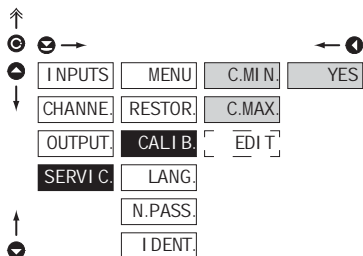 INPUTS MENU C.MIN. YES
CHANNE. RESTOR. C.MAX.
OUTPUT. CALIB. EDIT
SERVIC. LANG.
N.PASS.
IDENT.